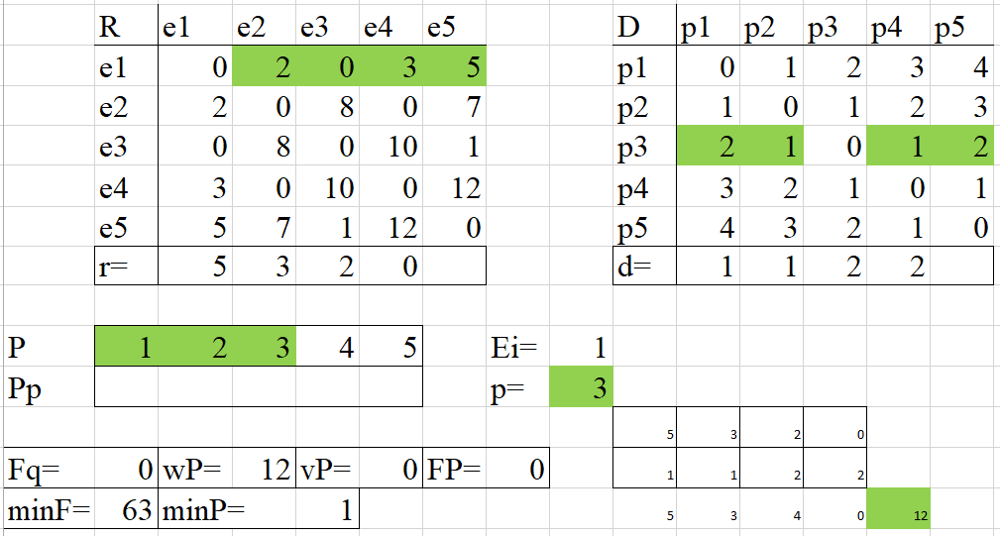 R e1 e2 e3 e4 e5 D p1 p2 p3 p4 p5
e1 0 2 0 3 5 p1 0 1 2 3 4
e2 2 0 8 0 7 p2 1 0 1 2 3
e3 0 8 0 10 1 p3 2 1 0 1 2
e4 3 0 10 0 12 p4 3 2 1 0 1
e5 5 7 1 12 0 p5 4 3 2 1 0
r= 5 3 2 0 d= 1 1 2 2
P 1 2 3 4 5 Ei= 1
Pp p= 3
5 3 2 0
Fq= 0 wP= 12 vP= 0 FP= 0 1 1 2 2
minF= 63 minP= 1 5 3 4 0 12